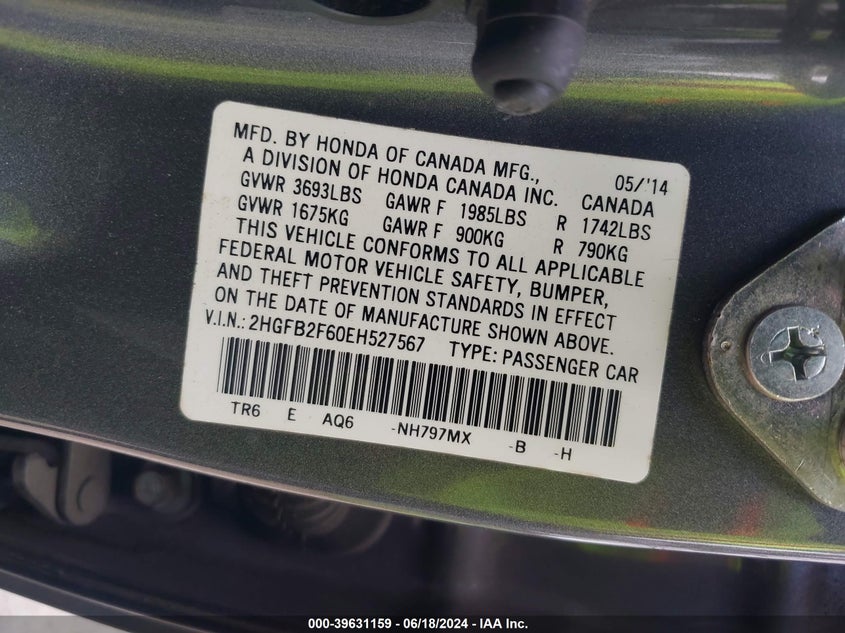 MFD. BY HONDA OF CANADA MFG., 05/'14
A DIVISION OF HONDA CANADA INC. CANADA
GVWR 3693LBS GAWR F 1985LBS R 1742LBS
GVWR 1675KG GAWR F 900KG R 790KG
THIS VEHICLE CONFORMS TO ALL APPLICABLE
FEDERAL MOTOR VEHICLE SAFETY, BUMPER,
AND THEFT PREVENTION STANDARDS IN EFFECT
ON THE DATE OF MANUFACTURE SHOWN ABOVE.
V.I.N.: 2HGFB2F60EH527567 TYPE: PASSENGER CAR
TR6 E AQ6 -NH797MX -B -H
000-39631159 - 06/18/2024 - IAA Inc.